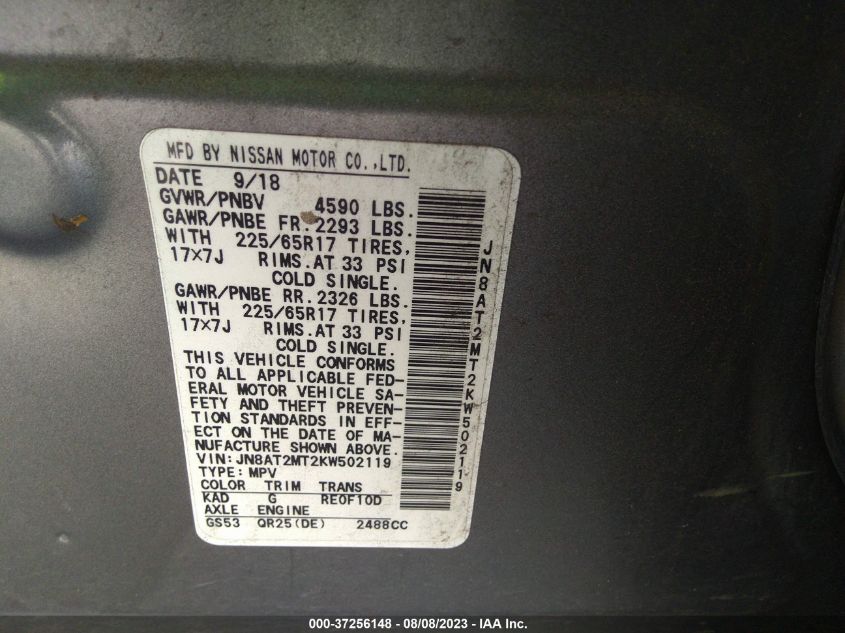 MFD BY NISSAN MOTOR CO.,LTD.
DATE 9/18
GVWR/PNBV 4590 LBS.
GAWR/PNBE FR.2293 LBS.
WITH 225/65R17 TIRES,
17×7J RIMS.AT 33 PSI
COLD SINGLE.
GAWR/PNBE RR.2326 LBS.
WITH 225/65R17 TIRES,
17×7J RIMS.AT 33 PSI
COLD SINGLE.
THIS VEHICLE CONFORMS
TO ALL APPLICABLE FED-
ERAL MOTOR VEHICLE SA-
FETY AND THEFT PREVEN-
TION STANDARDS IN EFF-
ECT ON THE DATE OF MA-
NUFACTURE SHOWN ABOVE.
VIN:JN8AT2MT2KW502119
TYPE:MPV
COLOR TRIM TRANS
KAD G RE0F10D
AXLE ENGINE
GS53 QR25(DE) 2488CC
JN8AT2MT2KW502119
000-37256148 - 08/08/2023 - IAA Inc.